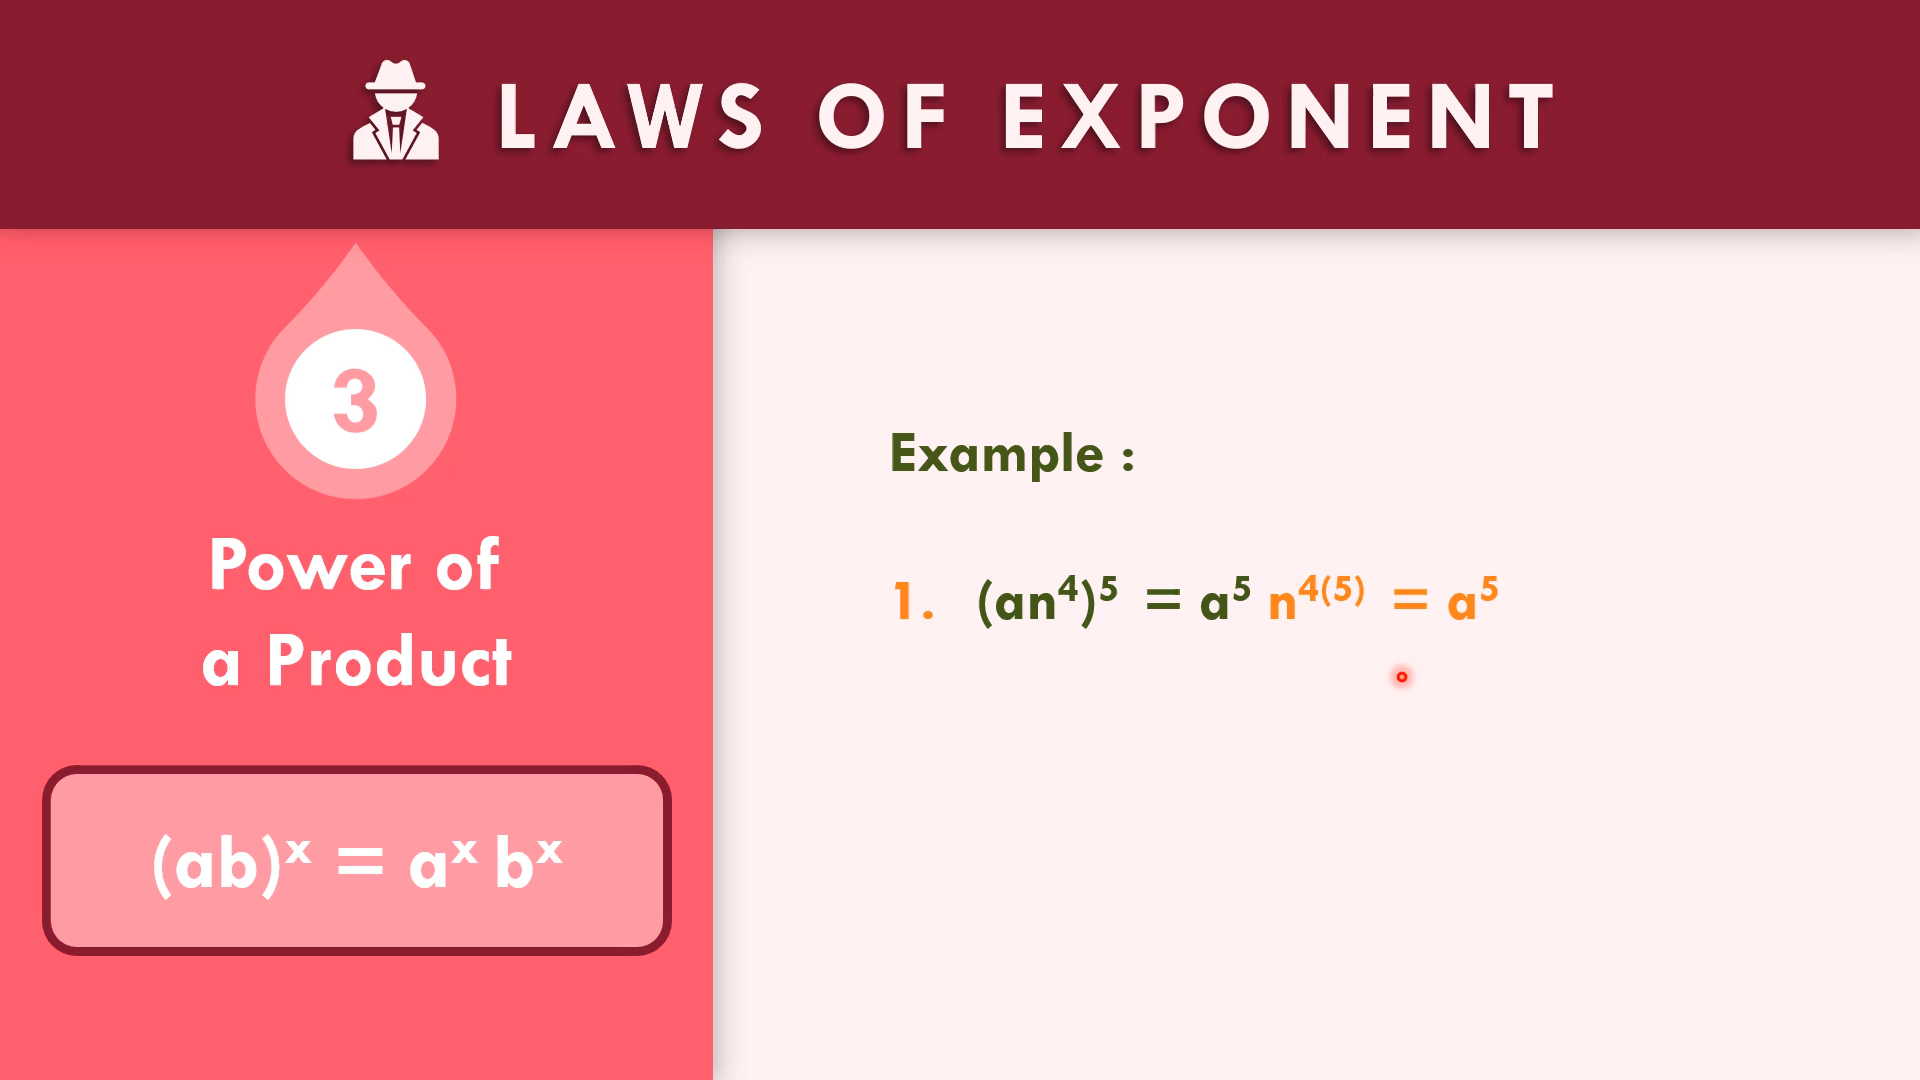 LAWS OF EXPONENT
3
Power of
a Product
(ab)ˣ = aˣ bˣ
Example :
1. (an⁴)⁵ = a⁵ n⁴⁽⁵⁾ = a⁵